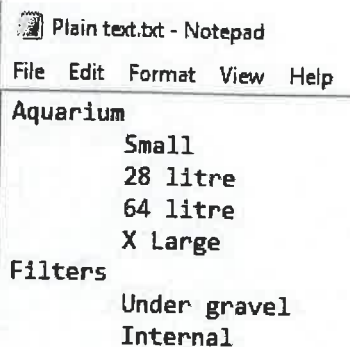 Plain text.txt - Notepad
File Edit Format View Help
Aquarium
Small
28 litre
64 litre
X Large
Filters
Under gravel
Internal